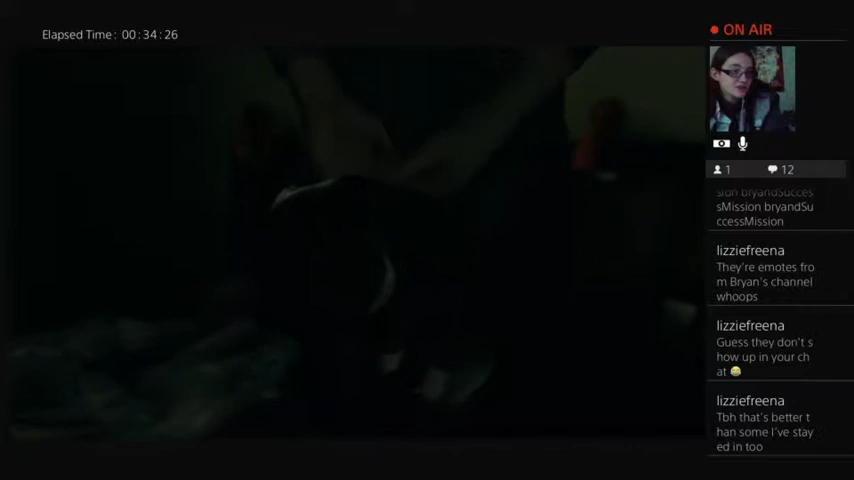 Elapsed Time: 00:34:26
ON AIR
1
12
sion bryandSucces
sMission bryandSu
ccessMission
lizziefreena
They're emotes fro
m Bryan's channel
whoops
lizziefreena
Guess they don't s
how up in your ch
at 😂
lizziefreena
Tbh that's better t
han some I've stay
ed in too